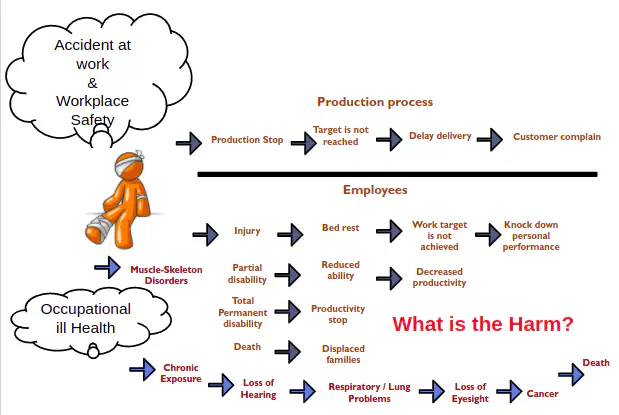 Accident at
work
&
Workplace
Safety
Production process
Production Stop
Target is not
reached
Delay delivery
Customer complain
Employees
Injury
Bed rest
Work target
is not
achieved
Knock down
personal
performance
Muscle-Skeleton
Disorders
Partial
disability
Reduced
ability
Decreased
productivity
Occupational
ill Health
Total
Permanent
disability
Productivity
stop
What is the Harm?
Death
Displaced
families
Chronic
Exposure
Loss of
Hearing
Respiratory / Lung
Problems
Loss of
Eyesight
Cancer
Death